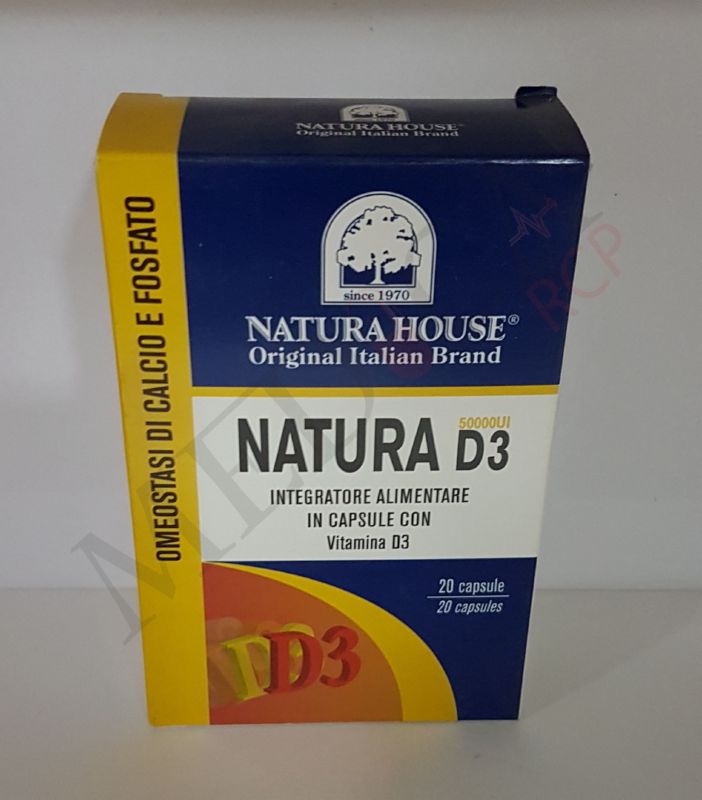 NATURA HOUSE®
Original Italian Brand
OMEOSTASI DI CALCIO E FOSFATO
since 1970
NATURA HOUSE®
Original Italian Brand
50000UI
NATURA D3
INTEGRATORE ALIMENTARE
IN CAPSULE CON
Vitamina D3
20 capsule
20 capsules
D3
RCP